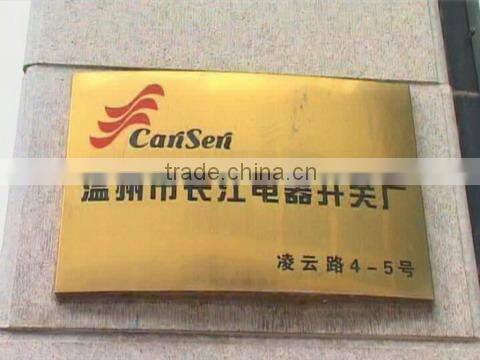 CanSen
trade.china.cn
温州市长江电器开关厂
凌云路4-5号